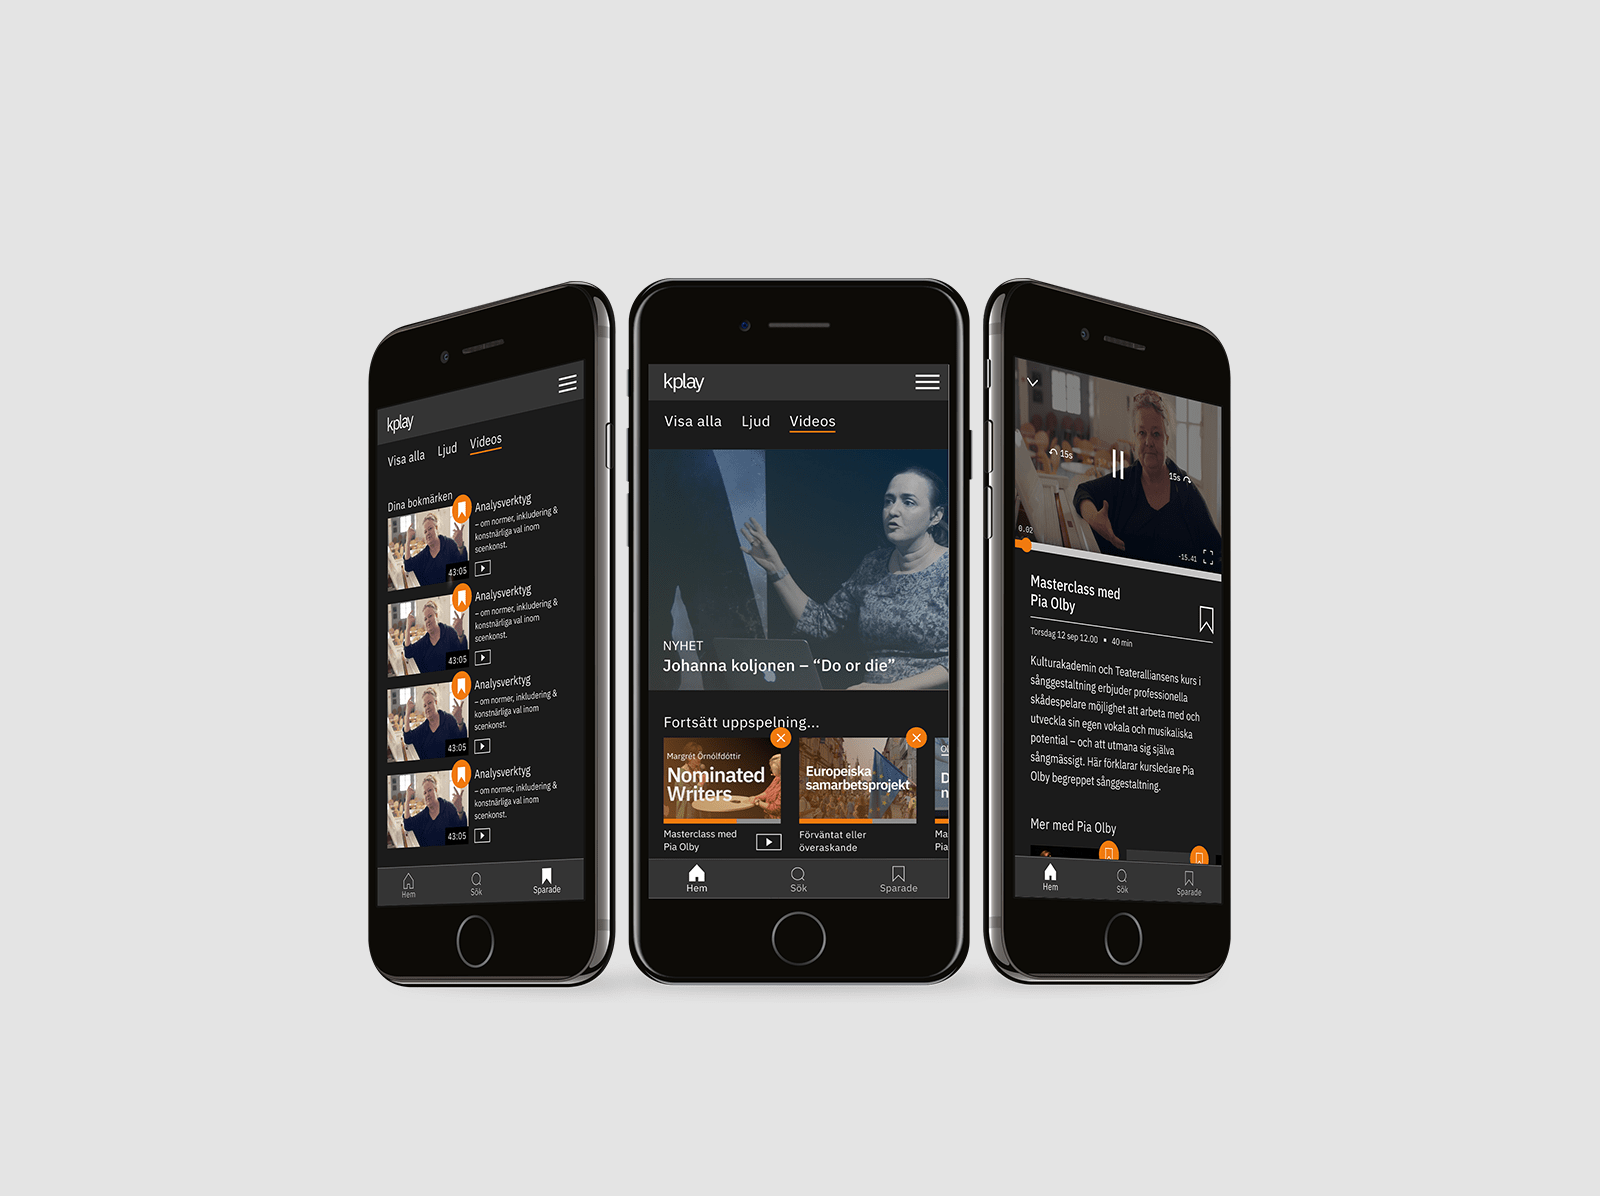 kplay
Visa alla
Ljud
Videos
Dina bokmärken
Analysverktyg
– om normer, inkludering &
konstnärliga val inom
scenkonst.
43:05
Analysverktyg
– om normer, inkludering &
konstnärliga val inom
scenkonst.
43:05
Analysverktyg
– om normer, inkludering &
konstnärliga val inom
scenkonst.
43:05
Analysverktyg
– om normer, inkludering &
konstnärliga val inom
scenkonst.
43:05
Hem
Sök
Sparade
kplay
Visa alla
Ljud
Videos
NYHET
Johanna koljonen – “Do or die”
Fortsätt uppspelning...
Margrét Örnólfdóttir
Nominated
Writers
Masterclass med
Pia Olby
Europeiska
samarbetsprojekt
Förväntat eller
överaskande
Ol
D
n
Ma
Pia
Hem
Sök
Sparade
15s
15s
0.02
-15.41
Masterclass med
Pia Olby
Torsdag 12 sep 12.00 • 40 min
Kulturakademin och Teateralliansens kurs i
sånggestaltning erbjuder professionella
skådespelare möjlighet att arbeta med och
utveckla sin egen vokala och musikaliska
potential – och att utmana sig själva
sångmässigt. Här förklarar kursledare Pia
Olby begreppet sånggestaltning.
Mer med Pia Olby
Hem
Sök
Sparade